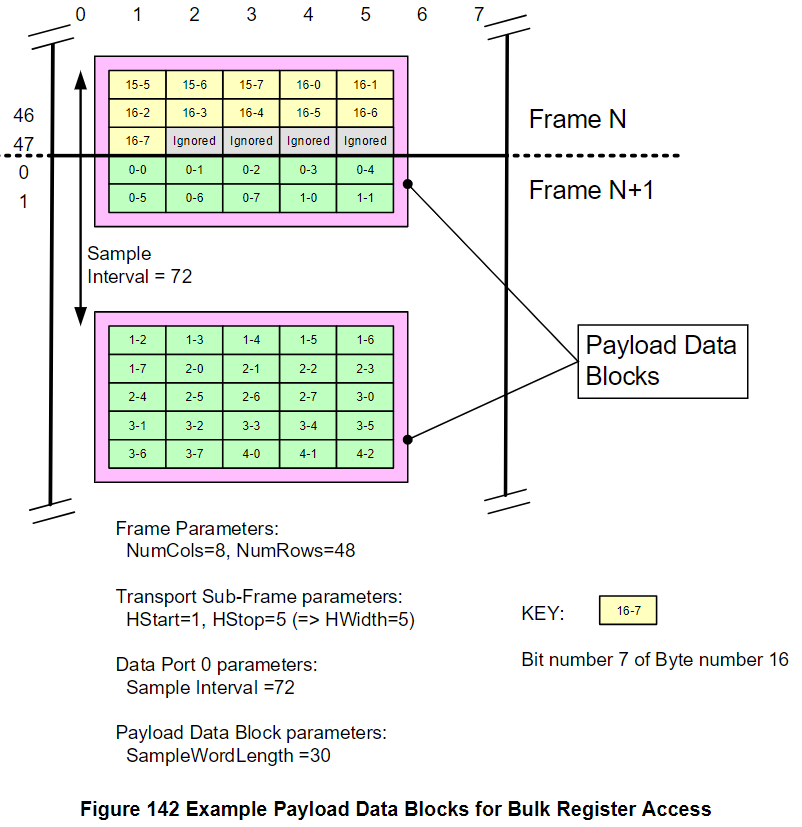 0 1 2 3 4 5 6 7
15-5 15-6 15-7 16-0 16-1
46 16-2 16-3 16-4 16-5 16-6 Frame N
47 16-7 Ignored Ignored Ignored Ignored
0 0-0 0-1 0-2 0-3 0-4
1 0-5 0-6 0-7 1-0 1-1 Frame N+1
Sample
Interval = 72
1-2 1-3 1-4 1-5 1-6
1-7 2-0 2-1 2-2 2-3
2-4 2-5 2-6 2-7 3-0
3-1 3-2 3-3 3-4 3-5
3-6 3-7 4-0 4-1 4-2
Payload Data
Blocks
Frame Parameters:
NumCols=8, NumRows=48
Transport Sub-Frame parameters:
HStart=1, HStop=5 (=> HWidth=5)
Data Port 0 parameters:
Sample Interval =72
Payload Data Block parameters:
SampleWordLength =30
KEY: 16-7
Bit number 7 of Byte number 16
Figure 142 Example Payload Data Blocks for Bulk Register Access